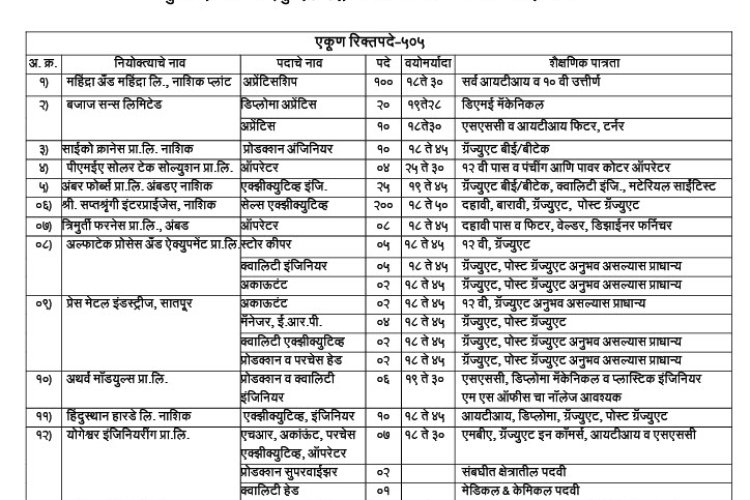 एकूण रिक्तपदे-५०५
अ. क्र. नियोक्त्याचे नाव पदाचे नाव पदे वयोमर्यादा शैक्षणिक पात्रता
१) महिंद्रा अँड महिंद्रा लि., नाशिक प्लांट अप्रेंटिसशिप १०० १८ते ३० सर्व आयटीआय व १० वी उत्तीर्ण
२) बजाज सन्स लिमिटेड डिप्लोमा अप्रेंटिस २० १९ते२८ डिएमई मॅकेनिकल
अप्रेंटिस १० १८ते३० एसएससी व आयटीआय फिटर, टर्नर
३) साईको क्रानेस प्रा.लि. नाशिक प्रोडक्शन अंजिनियर १० १८ ते ४५ ग्रॅज्युएट बीई/बीटेक
४) पीएमईए सोलर टेक सोल्युशन प्रा.लि. ऑपरेटर ०४ २५ ते ३० १२ वी पास व पंचींग आणि पावर कोटर ऑपरेटर
५) अंबर फोर्ब्स प्रा.लि. अंबडए नाशिक एक्झीक्युटिव्ह इंजि. २५ १९ ते ४५ ग्रॅज्युएट बीई/बीटेक, क्वालिटी इंजि., मटेरियल साईंटिस्ट
०६) श्री. सप्तश्रृंगी इंटरप्राईजेस, नाशिक सेल्स एक्झीक्युटिव्ह २०० १८ ते ५० दहावी, बारावी, ग्रॅज्युएट, पोस्ट ग्रॅज्युएट
०७) त्रिमुर्ती फरनेस प्रा.लि., अंबड ऑपरेटर ०८ १८ ते ४५ दहावी पास व फिटर, वेल्डर, डिझाईनर फर्निचर
०८) अल्फाटेक प्रोसेस अँड ऐक्युपमेंट प्रा.लि. स्टोर कीपर ०५ १८ ते ४५ १२ वी, ग्रॅज्युएट
क्वालिटी इंजिनियर ०५ १८ ते ४५ ग्रॅज्युएट, पोस्ट ग्रॅज्युएट अनुभव असल्यास प्राधान्य
अकाऊटंट ०२ १८ ते ४५ ग्रॅज्युएट, पोस्ट ग्रॅज्युएट अनुभव असल्यास प्राधान्य
०९) प्रेस मेटल इंडस्ट्रीज, सातपूर अकाऊटंट ०२ १८ ते ४५ १२ वी, ग्रॅज्युएट अनुभव असल्यास प्राधान्य
मॅनेजर, ई.आर.पी. ०४ १८ ते ४५ ग्रॅज्युएट, पोस्ट ग्रॅज्युएट
क्वालिटी एक्झीक्युटिव्ह ०२ १८ ते ४५ ग्रॅज्युएट, पोस्ट ग्रॅज्युएट अनुभव असल्यास प्राधान्य
प्रोडक्शन व परचेस हेड ०२ १८ ते ४५ ग्रॅज्युएट, पोस्ट ग्रॅज्युएट अनुभव असल्यास प्राधान्य
१०) अथर्व मॉडयुल्स प्रा.लि. प्रोडक्शन व क्वालिटी ०६ १९ ते ३० एसएससी, डिप्लोमा मॅकेनिकल व प्लास्टिक इंजिनियर
इंजिनियर एम एस ऑफीस चा नॉलेज आवश्यक
११) हिंदुस्थान हारडे लि. नाशिक एक्झीक्युटिव्ह, इंजिनियर १० १८ ते ४५ आयटीआय, डिप्लोमा, ग्रॅज्युएट, पोस्ट ग्रॅज्युएट
१२) योगेश्वर इंजिनियरींग प्रा.लि. एचआर, अकांऊंट, परचेस ०७ १८ ते ३० एमबीए, ग्रॅज्युएट इन कॉमर्स, आयटीआय व एसएससी
एक्झीक्युटिव्ह, ऑपरेटर
प्रोडक्शन सुपरवाईझर ०२ संबघीत क्षेत्रातील पदवी
क्वालिटी हेड ०१ मेडिकल & केमिकल पदवी